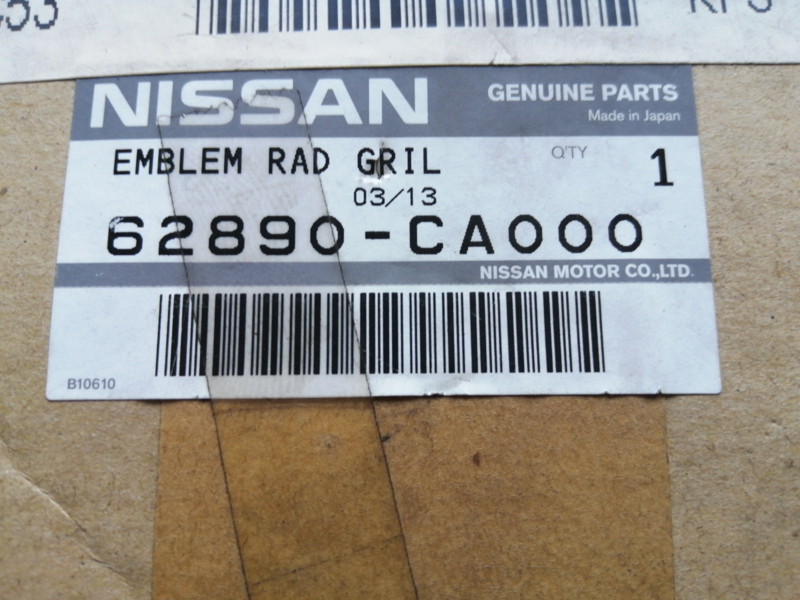 NISSAN
GENUINE PARTS
Made in Japan
EMBLEM RAD GRIL
Q'TY
1
03/13
62890-CA000
NISSAN MOTOR CO.,LTD.
B10610